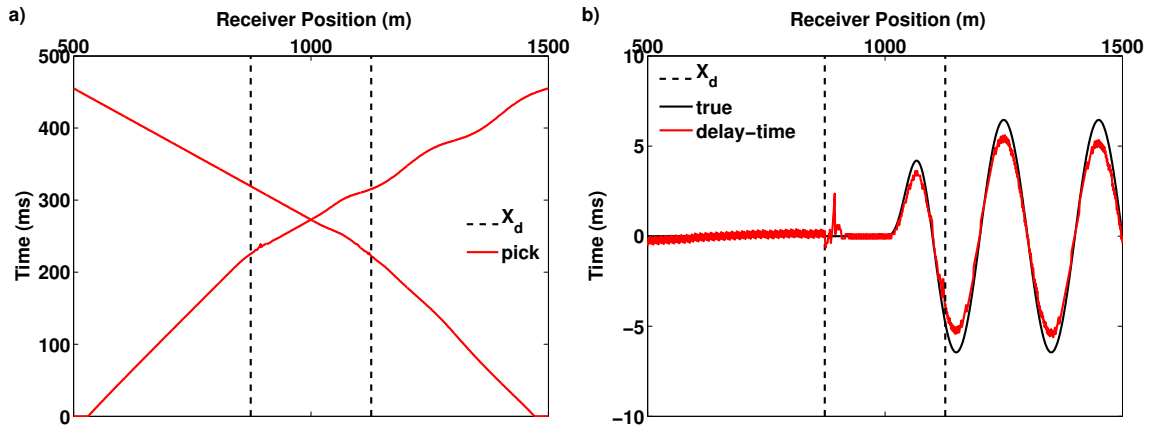 a)
Receiver Position (m)
500 1000 1500
500
400
300
200
100
0
Time (ms)
X_d
pick
b)
Receiver Position (m)
500 1000 1500
10
5
0
−5
−10
Time (ms)
X_d
true
delay−time